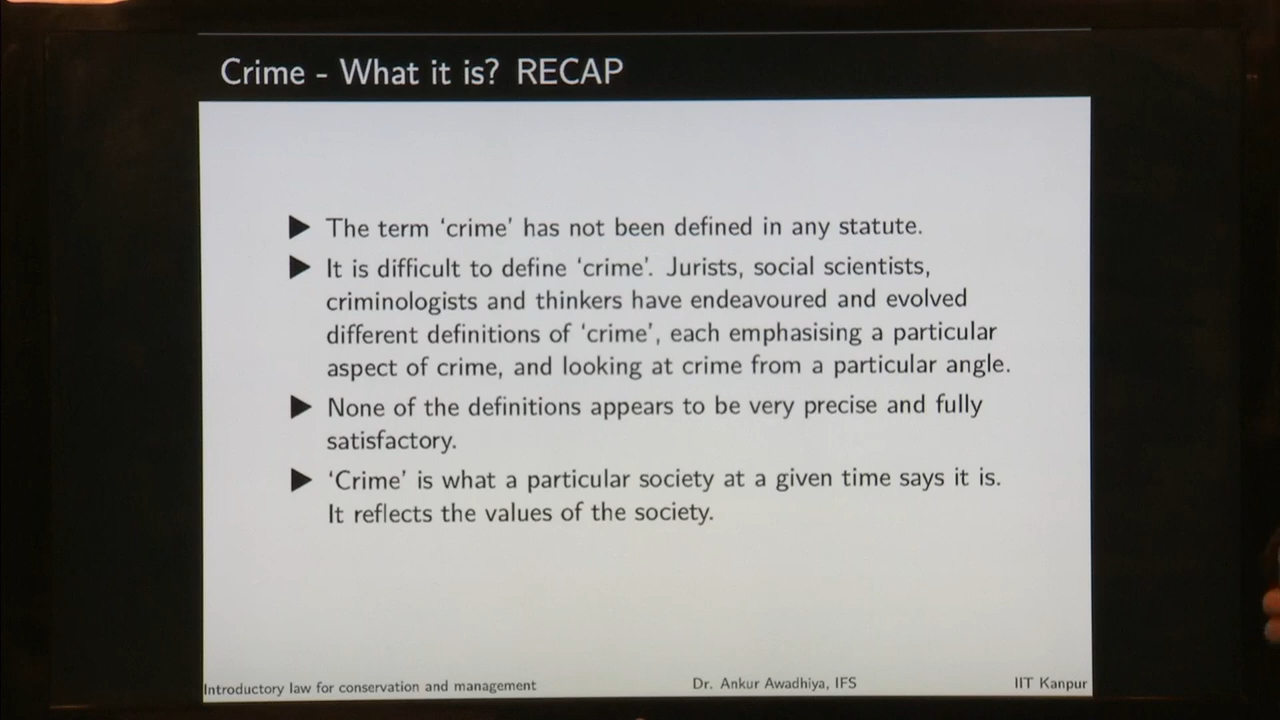 Crime - What it is? RECAP
▶ The term ‘crime’ has not been defined in any statute.
▶ It is difficult to define ‘crime’. Jurists, social scientists,
criminologists and thinkers have endeavoured and evolved
different definitions of ‘crime’, each emphasising a particular
aspect of crime, and looking at crime from a particular angle.
▶ None of the definitions appears to be very precise and fully
satisfactory.
▶ ‘Crime’ is what a particular society at a given time says it is.
It reflects the values of the society.
Introductory law for conservation and management Dr. Ankur Awadhiya, IFS IIT Kanpur